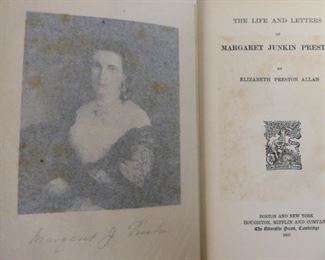 Margaret J. Preston
THE LIFE AND LETTERS
OF
MARGARET JUNKIN PREST
BY
ELIZABETH PRESTON ALLAN
BOSTON AND NEW YORK
HOUGHTON, MIFFLIN AND COMPAN
The Riverside Press, Cambridge
1903